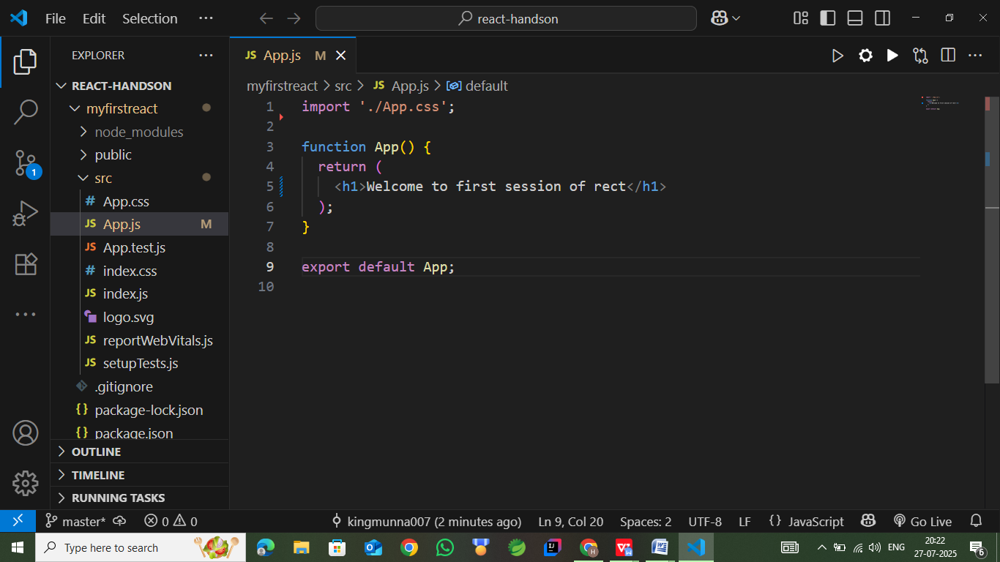 File Edit Selection ··· react-handson
EXPLORER ···
REACT-HANDSON
myfirstreact
node_modules
public
src
# App.css
JS App.js M
JS App.test.js
# index.css
JS index.js
logo.svg
JS reportWebVitals.js
JS setupTests.js
.gitignore
{} package-lock.json
{} package.json
OUTLINE
TIMELINE
RUNNING TASKS
1
JS App.js M
myfirstreact > src > JS App.js > default
1 import './App.css';
2
3 function App() {
4 return (
5 <h1>Welcome to first session of rect</h1>
6 );
7 }
8
9 export default App;
10
master* 0 0 kingmunna007 (2 minutes ago) Ln 9, Col 20 Spaces: 2 UTF-8 LF {} JavaScript Go Live
Type here to search ENG 20:22
27-07-2025 6